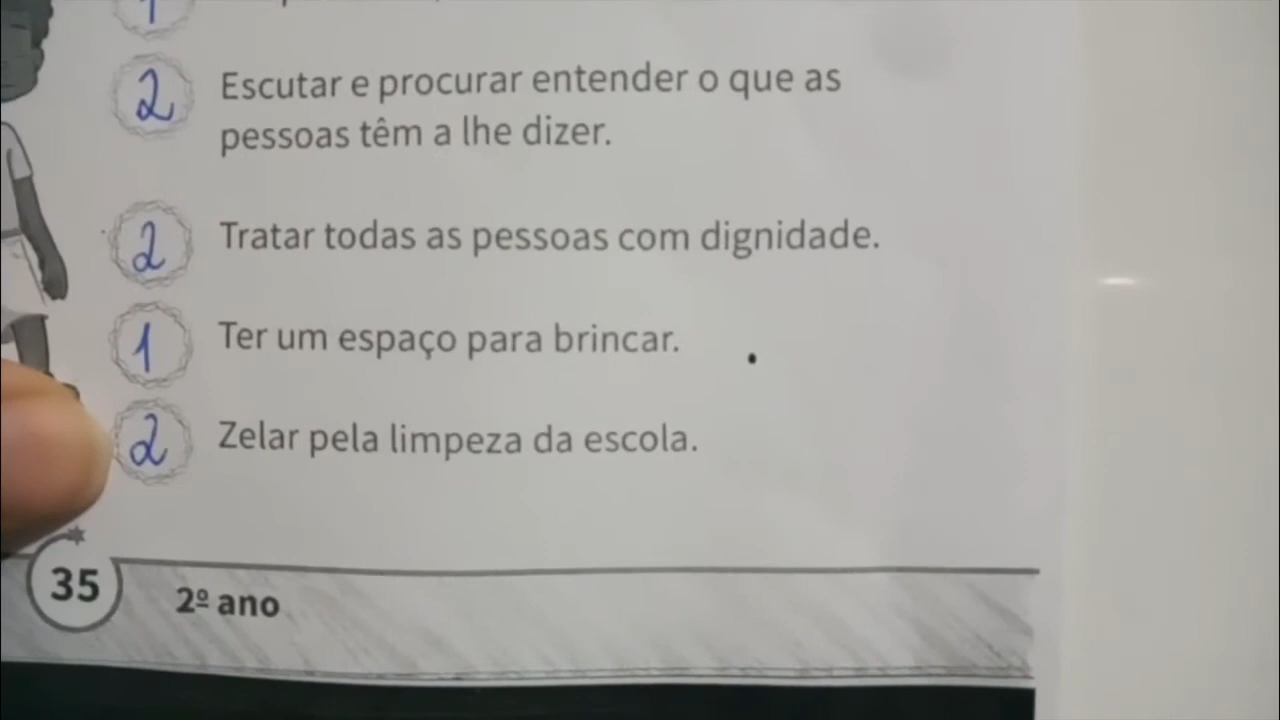 1
2 Escutar e procurar entender o que as
pessoas têm a lhe dizer.
2 Tratar todas as pessoas com dignidade.
1 Ter um espaço para brincar.
2 Zelar pela limpeza da escola.
35 2º ano